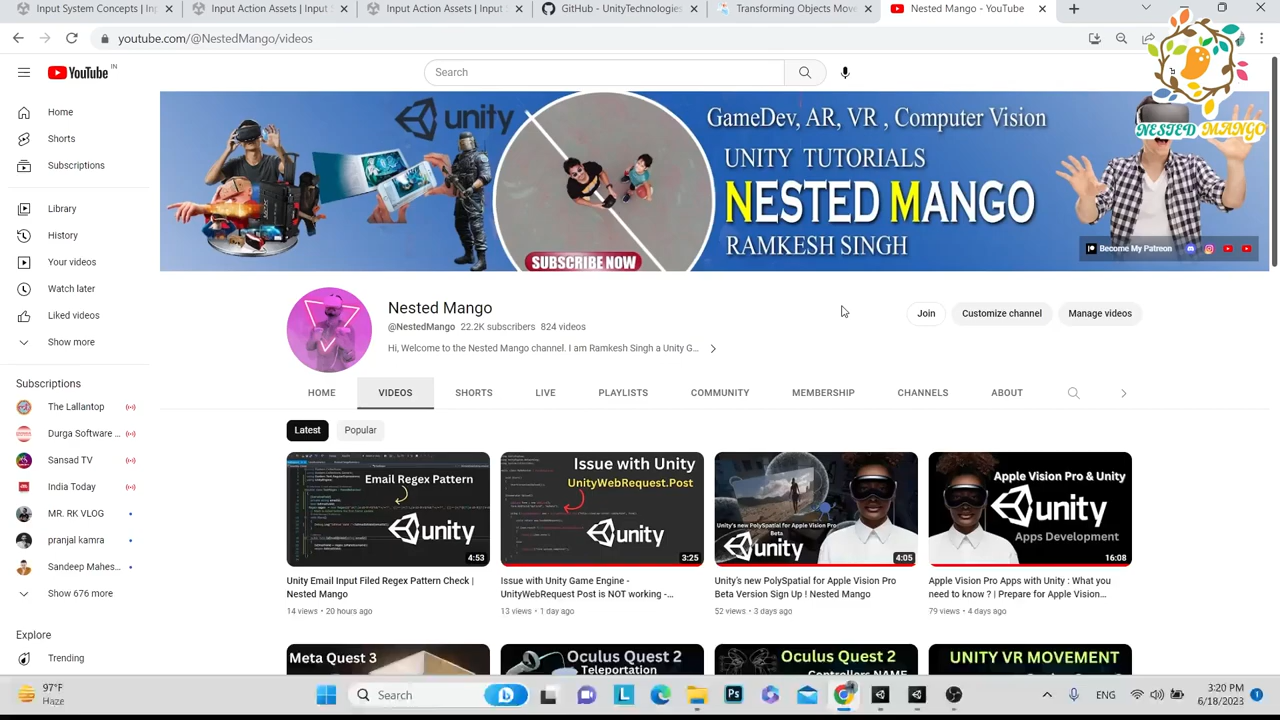 Input System Concepts | In
Input Action Assets | Input S
Input Action Assets | Input S
GitHub - UnityTechnologies
Transforming Objects Move
Nested Mango - YouTube
youtube.com/@NestedMango/videos
YouTube IN
Search
NESTED MANGO
Home
Shorts
Subscriptions
Library
History
Your videos
Watch later
Liked videos
Show more
Subscriptions
The Lallantop
Durga Software ...
Sansad TV
India Today
pranjal kamra
Sandeep Mahes...
Show 676 more
Explore
Trending
unity
GameDev, AR, VR , Computer Vision
UNITY TUTORIALS
NESTED MANGO
RAMKESH SINGH
SUBSCRIBE NOW
Become My Patreon
Nested Mango
@NestedMango 22.2K subscribers 824 videos
Hi, Welcome to the Nested Mango channel. I am Ramkesh Singh a Unity G...
Join
Customize channel
Manage videos
HOME
VIDEOS
SHORTS
LIVE
PLAYLISTS
COMMUNITY
MEMBERSHIP
CHANNELS
ABOUT
Latest
Popular
Email Regex Pattern
unity
4:53
Unity Email Input Filed Regex Pattern Check |
Nested Mango
14 views • 20 hours ago
Issue with Unity
UnityWebRequest.Post
unity
3:25
Issue with Unity Game Engine -
UnityWebRequest Post is NOT working -...
13 views • 1 day ago
Unity's new PolySpatial for Apple Vision Pro
Beta
unity
4:05
Unity's new PolySpatial for Apple Vision Pro
Beta Version Sign Up ! Nested Mango
52 views • 3 days ago
Apple Vision Pro & Unity
unity
Apps Development
16:08
Apple Vision Pro Apps with Unity : What you
need to know ? | Prepare for Apple Vision...
79 views • 4 days ago
Meta Quest 3
Oculus Quest 2
Teleportation
Oculus Quest 2
Controllers NAME
UNITY VR MOVEMENT
97°F
Haze
Search
ENG
3:20 PM
6/18/2023